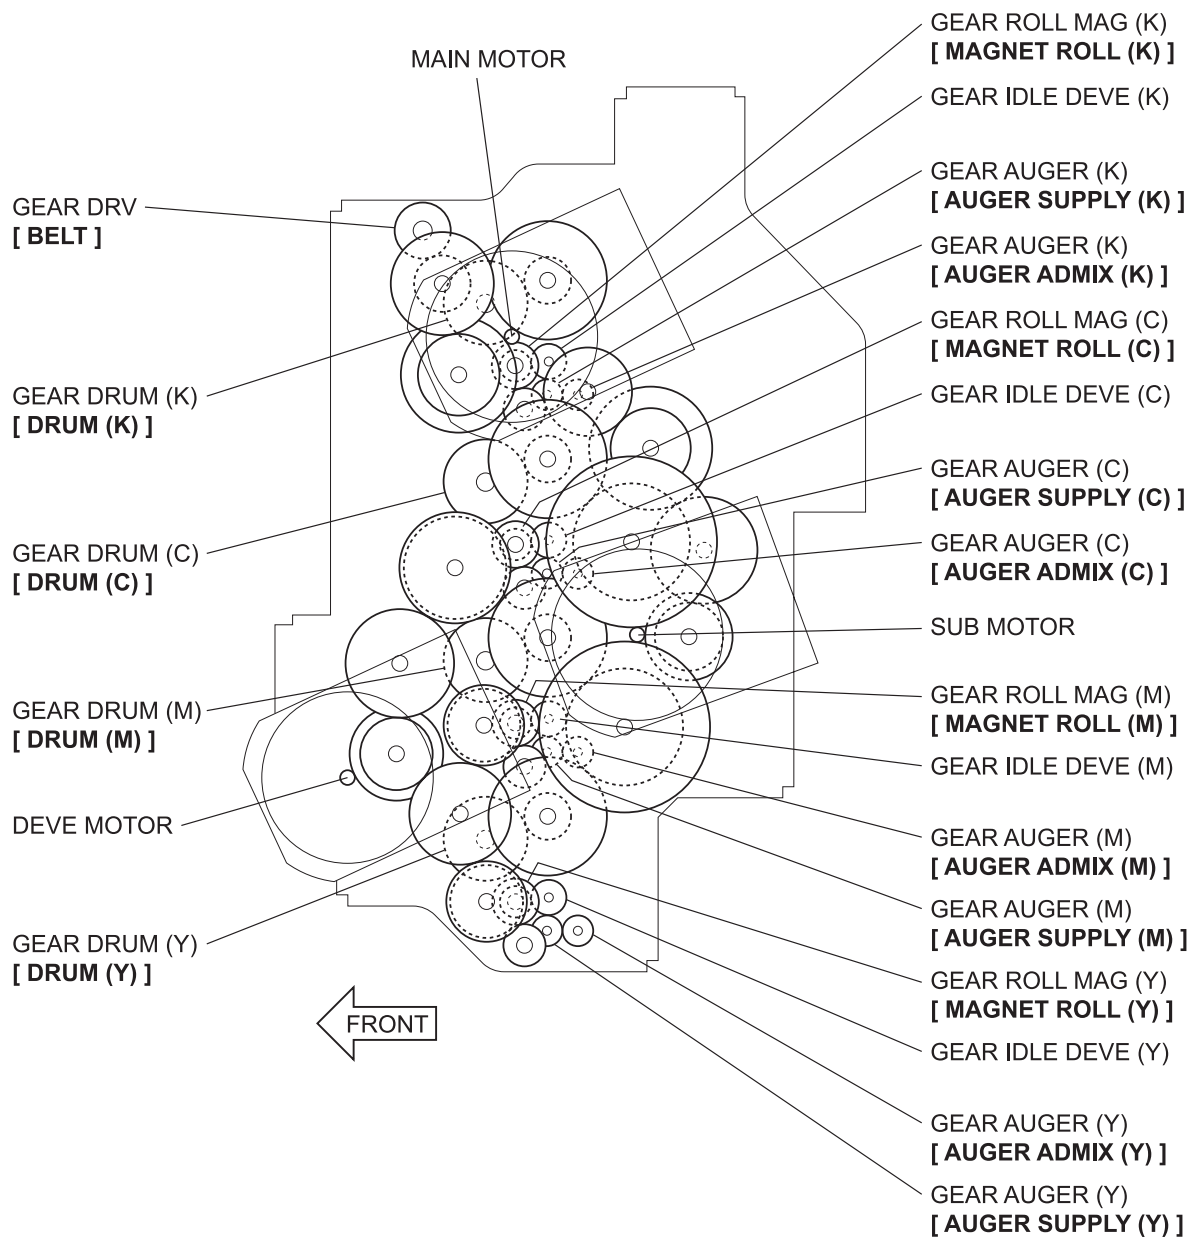 MAIN MOTOR
GEAR DRV
[ BELT ]
GEAR DRUM (K)
[ DRUM (K) ]
GEAR DRUM (C)
[ DRUM (C) ]
GEAR DRUM (M)
[ DRUM (M) ]
DEVE MOTOR
GEAR DRUM (Y)
[ DRUM (Y) ]
FRONT
GEAR ROLL MAG (K)
[ MAGNET ROLL (K) ]
GEAR IDLE DEVE (K)
GEAR AUGER (K)
[ AUGER SUPPLY (K) ]
GEAR AUGER (K)
[ AUGER ADMIX (K) ]
GEAR ROLL MAG (C)
[ MAGNET ROLL (C) ]
GEAR IDLE DEVE (C)
GEAR AUGER (C)
[ AUGER SUPPLY (C) ]
GEAR AUGER (C)
[ AUGER ADMIX (C) ]
SUB MOTOR
GEAR ROLL MAG (M)
[ MAGNET ROLL (M) ]
GEAR IDLE DEVE (M)
GEAR AUGER (M)
[ AUGER ADMIX (M) ]
GEAR AUGER (M)
[ AUGER SUPPLY (M) ]
GEAR ROLL MAG (Y)
[ MAGNET ROLL (Y) ]
GEAR IDLE DEVE (Y)
GEAR AUGER (Y)
[ AUGER ADMIX (Y) ]
GEAR AUGER (Y)
[ AUGER SUPPLY (Y) ]